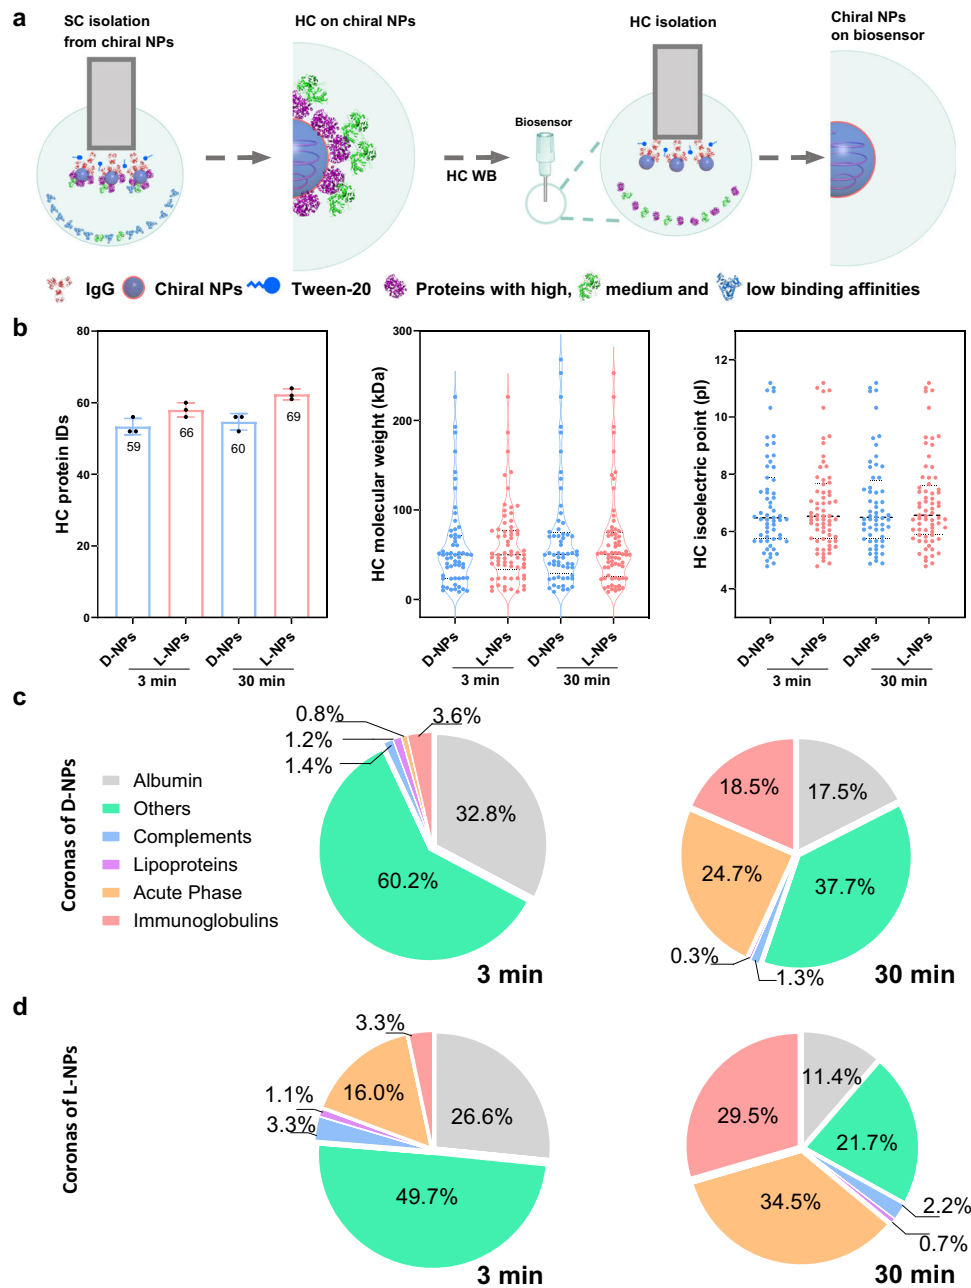 a
SC isolation
from chiral NPs
HC on chiral NPs
HC isolation
Chiral NPs
on biosensor
Biosensor
HC WB
IgG
Chiral NPs
Tween-20
Proteins with high,
medium and
low binding affinities
b
HC protein IDs
80
60
40
20
0
59
66
60
69
D-NPs
L-NPs
D-NPs
L-NPs
3 min
30 min
HC molecular weight (kDa)
300
200
100
0
D-NPs
L-NPs
D-NPs
L-NPs
3 min
30 min
HC isoelectric point (pI)
12
10
8
6
4
D-NPs
L-NPs
D-NPs
L-NPs
3 min
30 min
c
Coronas of D-NPs
Albumin
Others
Complements
Lipoproteins
Acute Phase
Immunoglobulins
0.8%
3.6%
1.2%
1.4%
32.8%
60.2%
3 min
18.5%
17.5%
24.7%
37.7%
0.3%
1.3%
30 min
d
Coronas of L-NPs
3.3%
16.0%
1.1%
3.3%
26.6%
49.7%
3 min
11.4%
29.5%
21.7%
34.5%
2.2%
0.7%
30 min